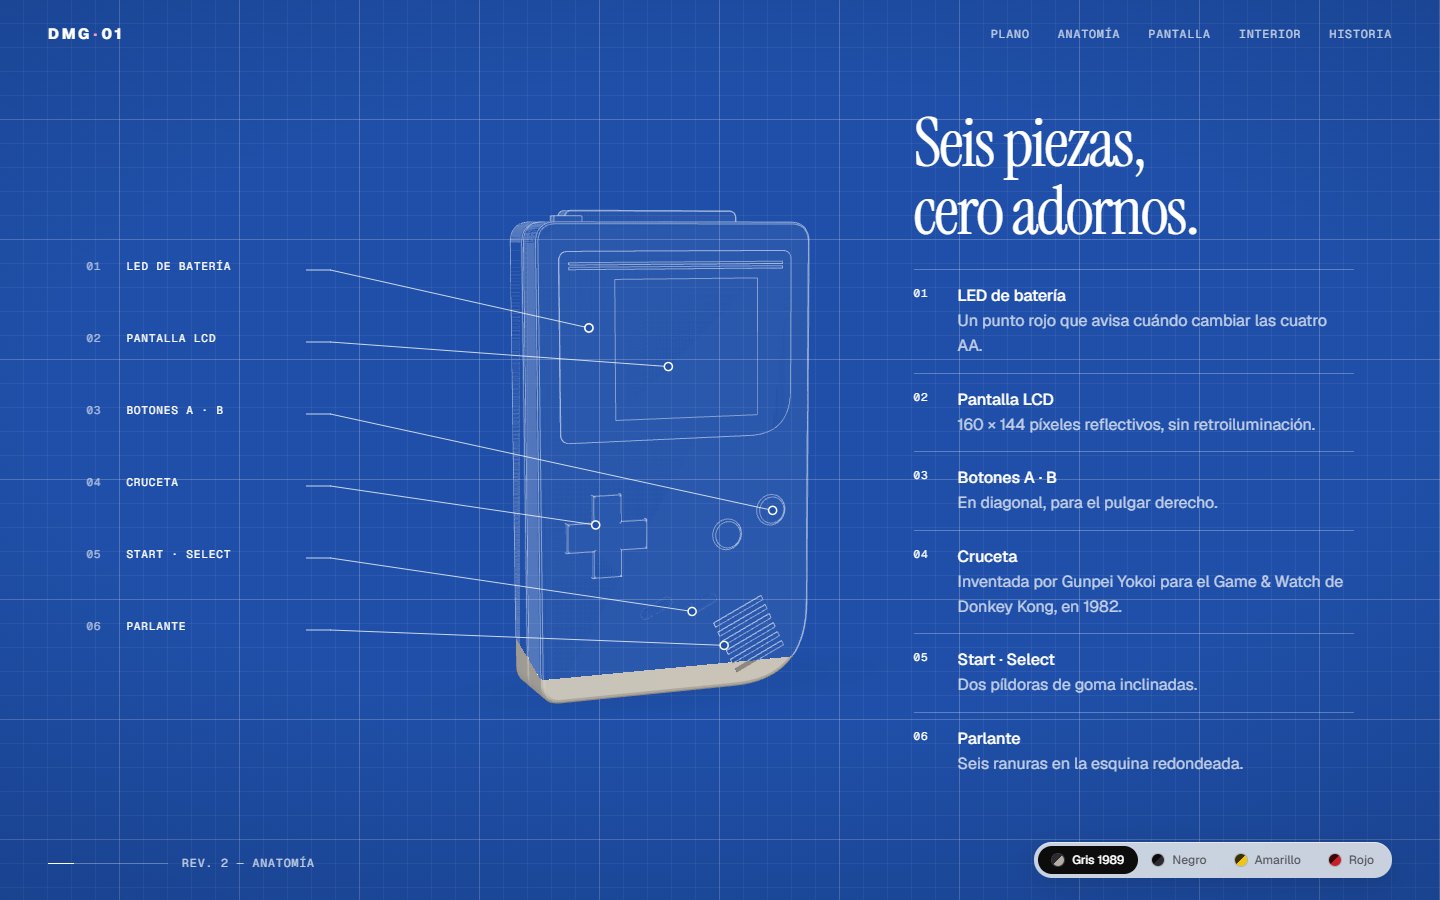 DMG·01
PLANO ANATOMÍA PANTALLA INTERIOR HISTORIA
Seis piezas,
cero adornos.
01 LED DE BATERÍA
02 PANTALLA LCD
03 BOTONES A · B
04 CRUCETA
05 START · SELECT
06 PARLANTE
01 LED de batería
Un punto rojo que avisa cuándo cambiar las cuatro
AA.
02 Pantalla LCD
160 × 144 píxeles reflectivos, sin retroiluminación.
03 Botones A · B
En diagonal, para el pulgar derecho.
04 Cruceta
Inventada por Gunpei Yokoi para el Game & Watch de
Donkey Kong, en 1982.
05 Start · Select
Dos píldoras de goma inclinadas.
06 Parlante
Seis ranuras en la esquina redondeada.
REV. 2 — ANATOMÍA
Gris 1989 Negro Amarillo Rojo